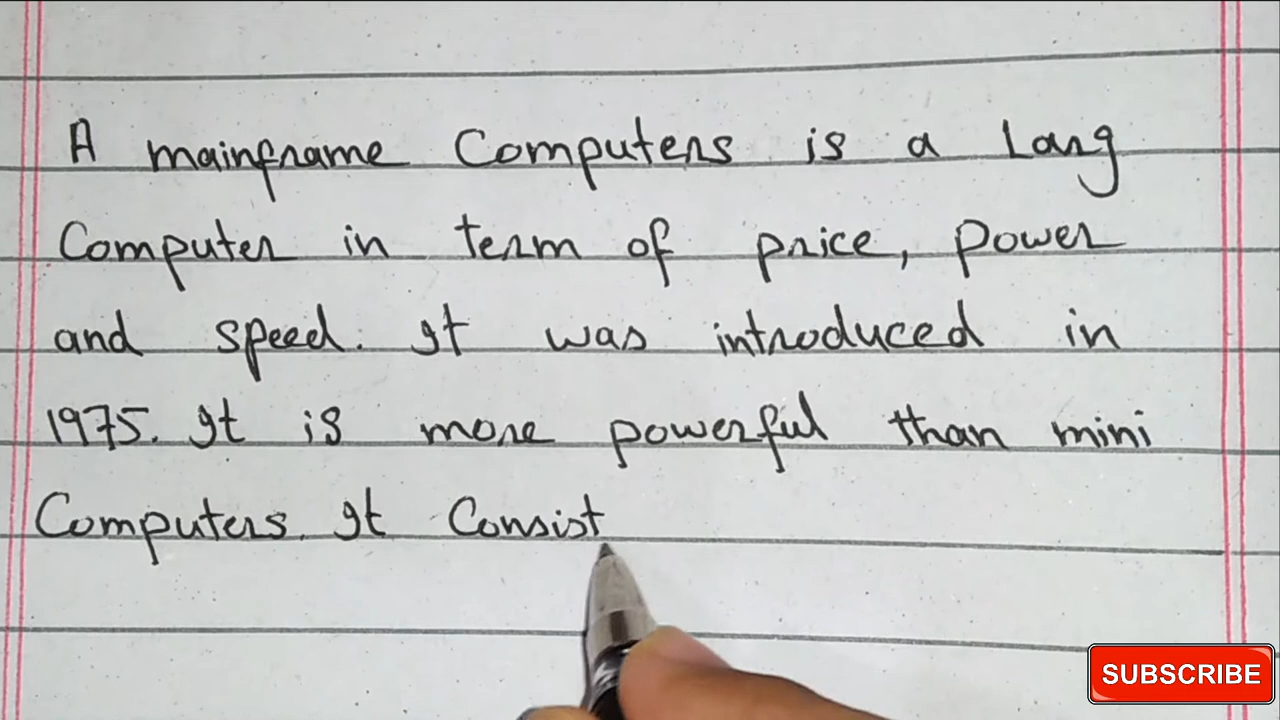 A mainframe Computers is a Larg
Computer in term of price, power
and speed. It was introduced in
1975. It is more powerful than mini
Computers. It Consist
SUBSCRIBE